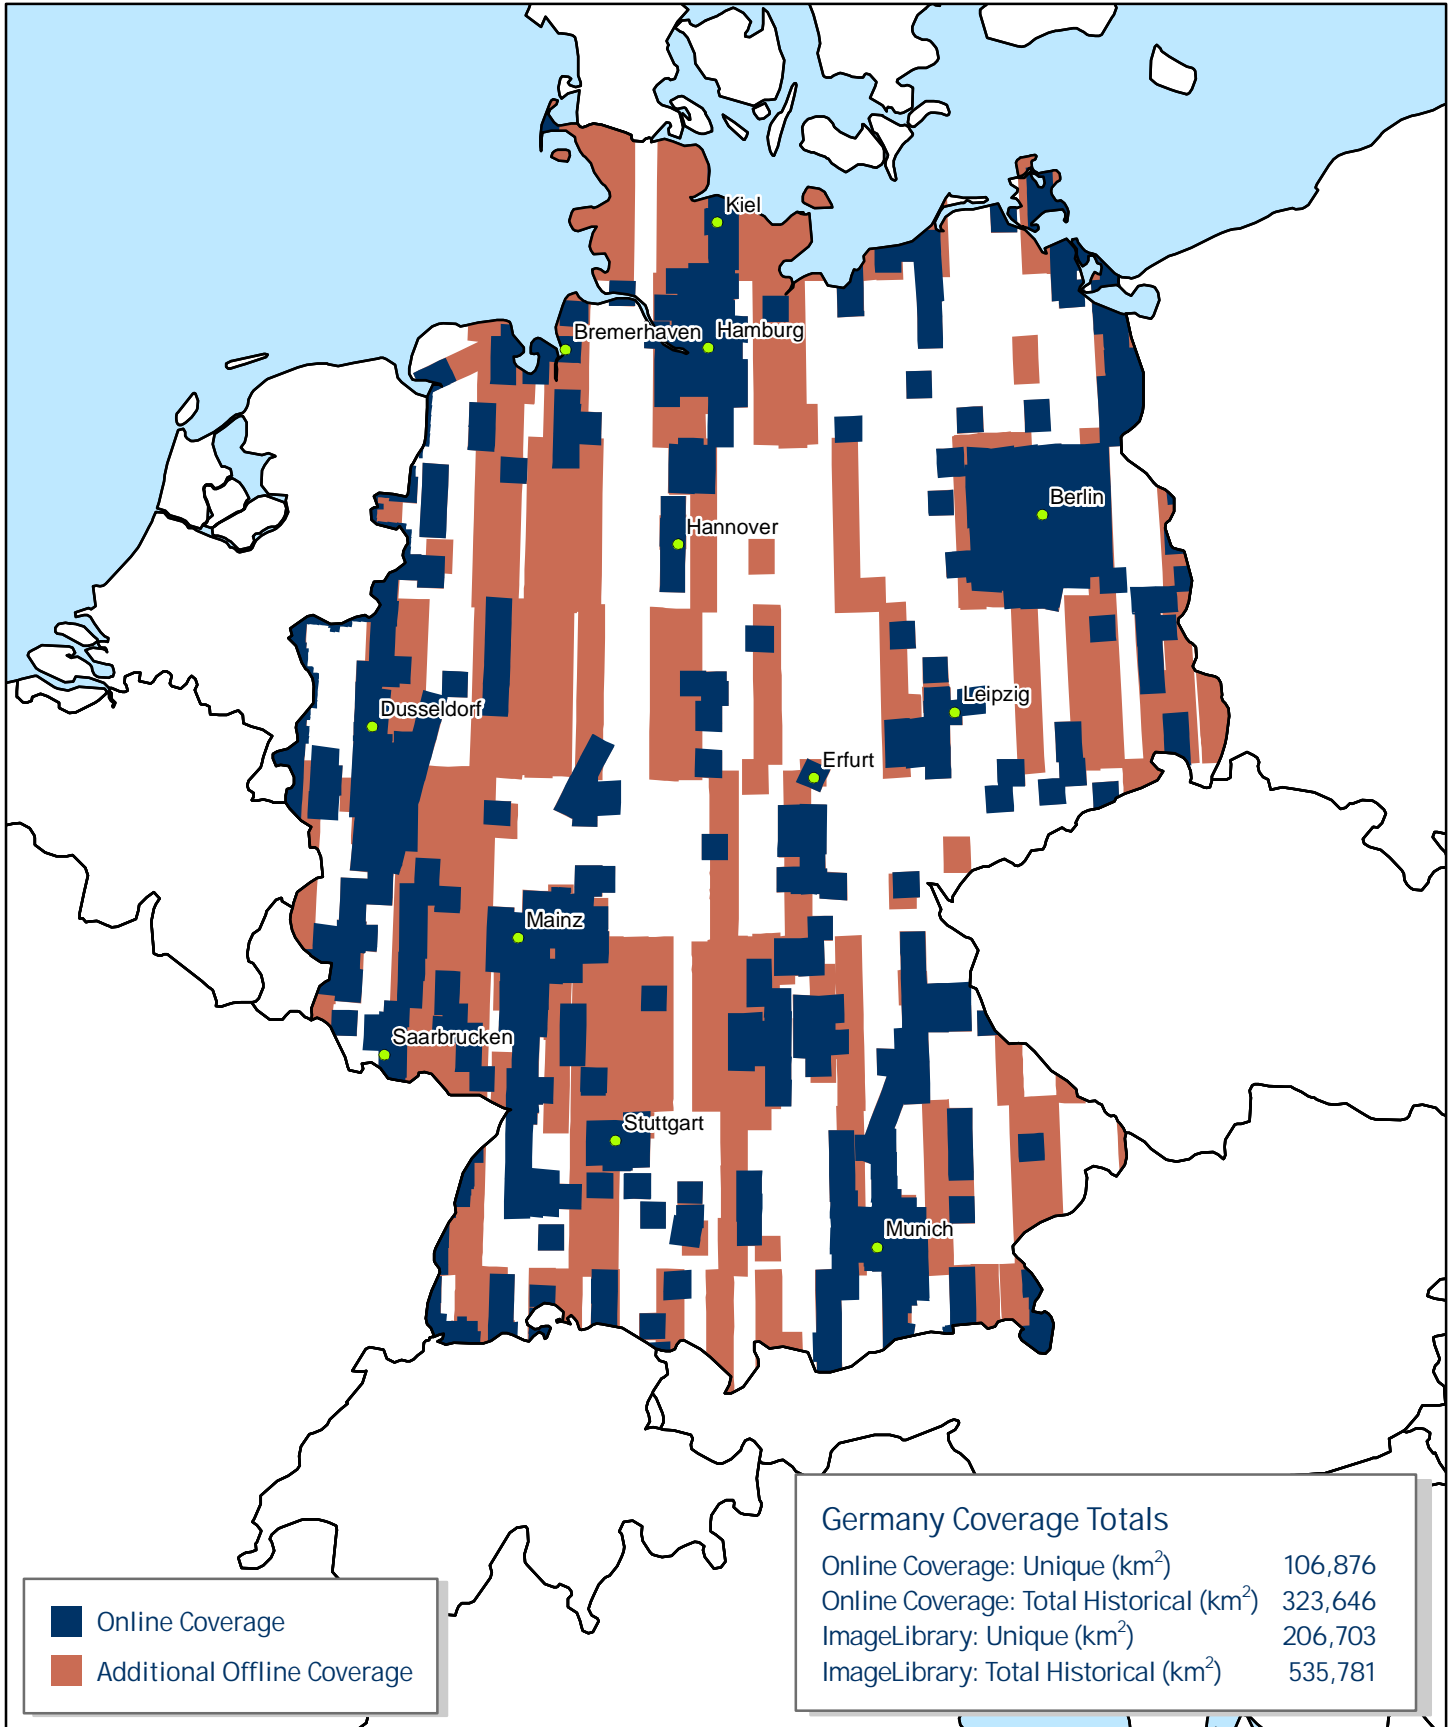 Kiel
Bremerhaven
Hamburg
Berlin
Hannover
Leipzig
Dusseldorf
Erfurt
Mainz
Saarbrucken
Stuttgart
Munich
Germany Coverage Totals
Online Coverage: Unique (km²) 106,876
Online Coverage: Total Historical (km²) 323,646
ImageLibrary: Unique (km²) 206,703
ImageLibrary: Total Historical (km²) 535,781
Online Coverage
Additional Offline Coverage